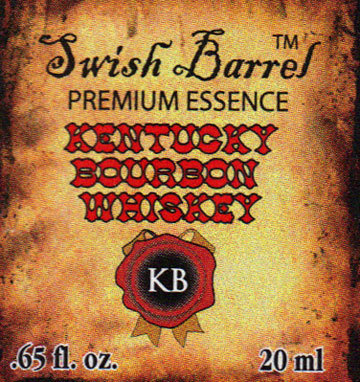 Swish Barrel™
PREMIUM ESSENCE
KENTUCKY
BOURBON
WHISKEY
KB
.65 fl. oz. 20 ml